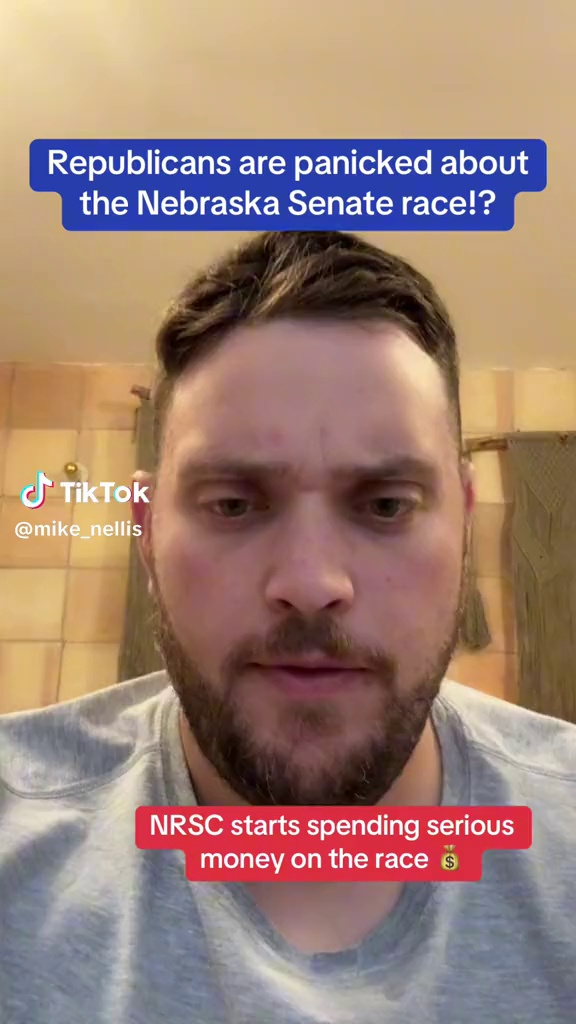 Republicans are panicked about
the Nebraska Senate race!?
TikTok
@mike_nellis
NRSC starts spending serious
money on the race 💰